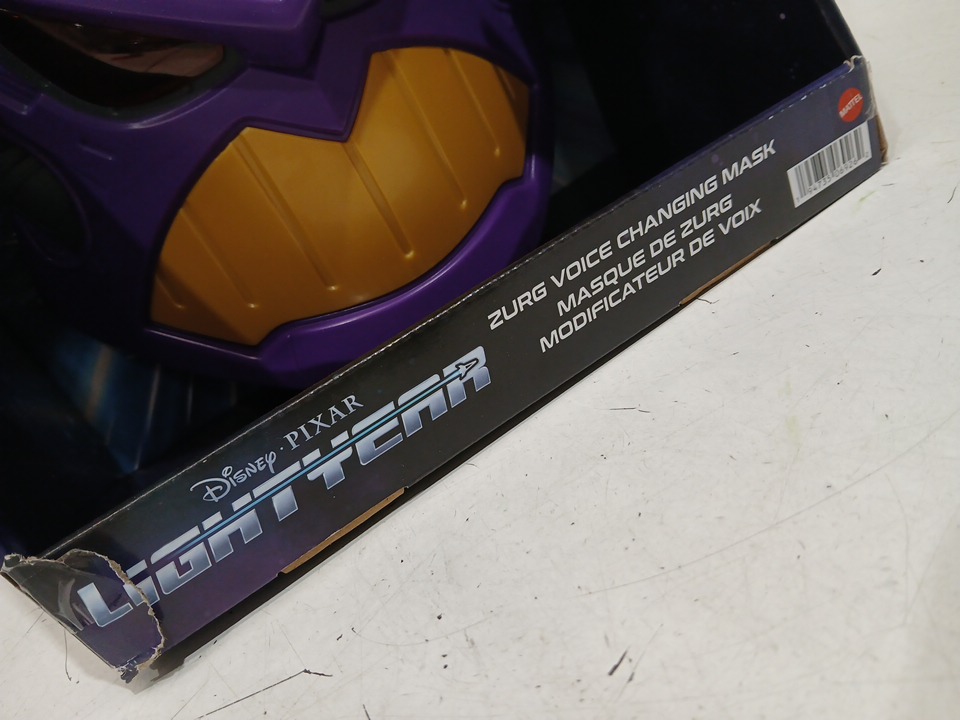 MATTEL
ZURG VOICE CHANGING MASK
MASQUE DE ZURG
MODIFICATEUR DE VOIX
Disney · PIXAR
LIGHTYEAR